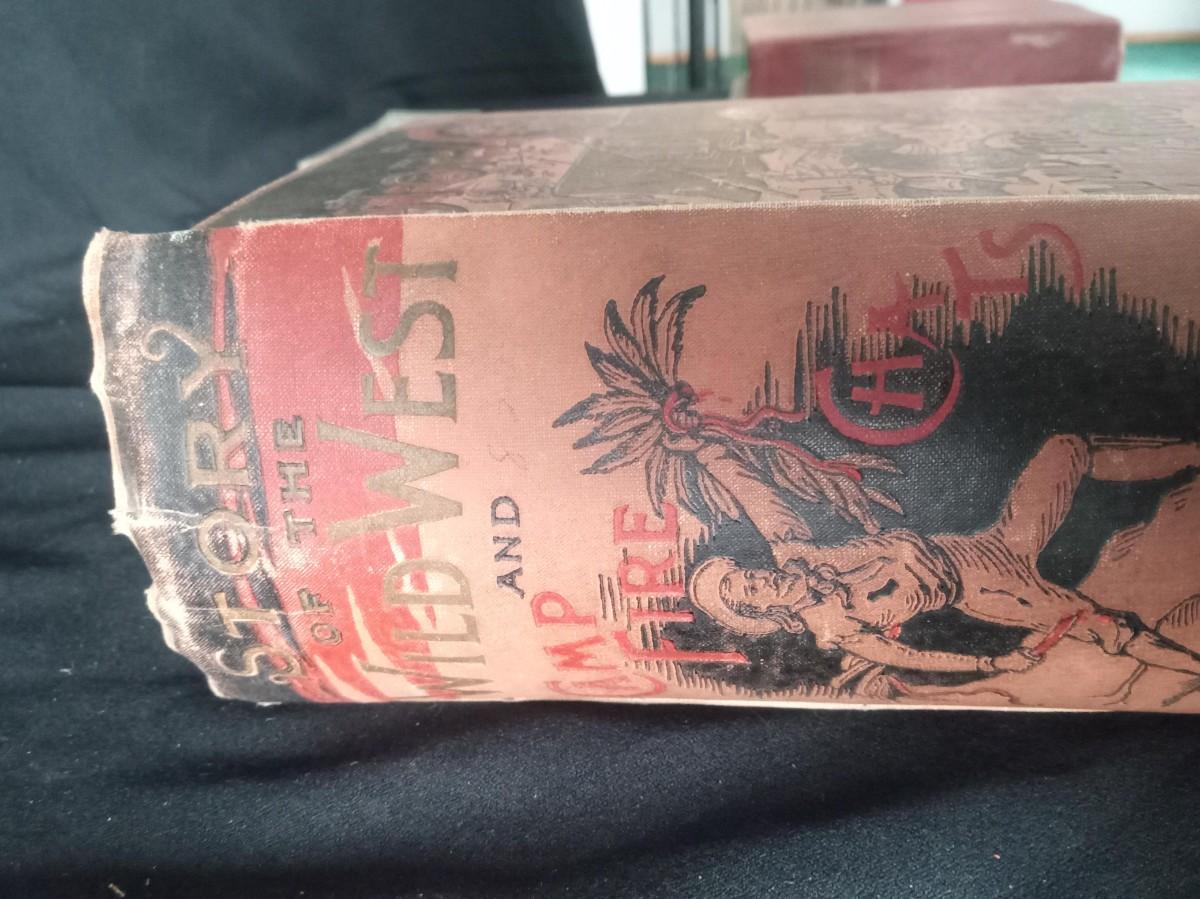 STORY
OF THE
WILD WEST
AND
CAMP
FIRE
CHATS